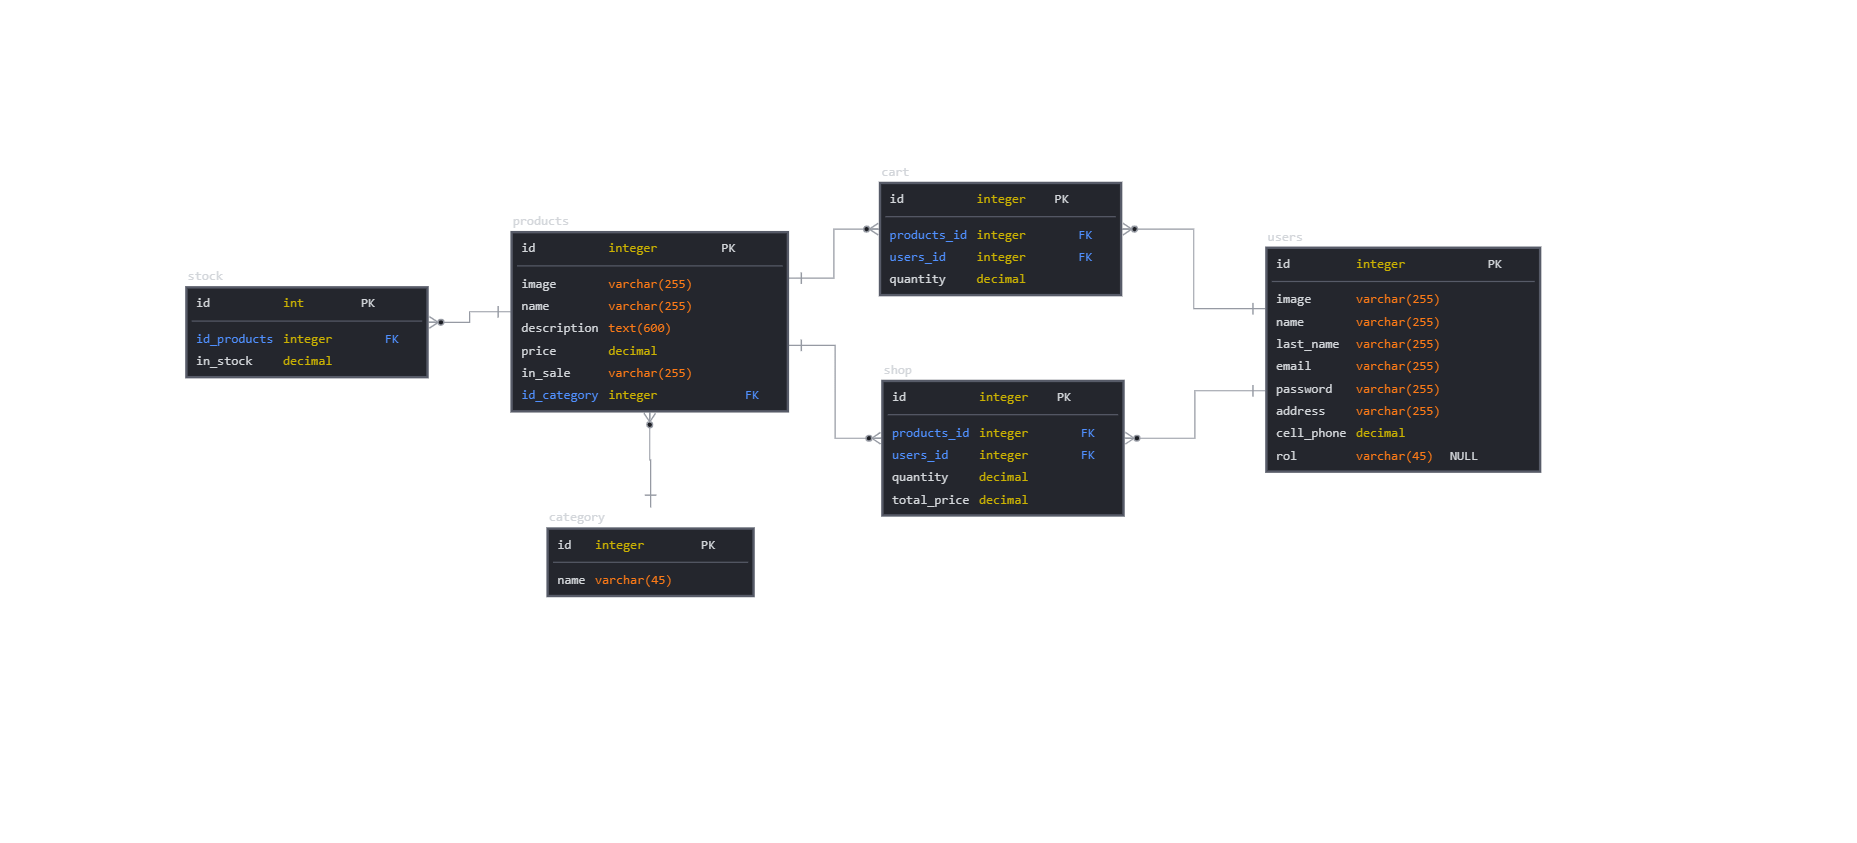 stock
id int PK
id_products integer FK
in_stock decimal
products
id integer PK
image varchar(255)
name varchar(255)
description text(600)
price decimal
in_sale varchar(255)
id_category integer FK
category
id integer PK
name varchar(45)
cart
id integer PK
products_id integer FK
users_id integer FK
quantity decimal
shop
id integer PK
products_id integer FK
users_id integer FK
quantity decimal
total_price decimal
users
id integer PK
image varchar(255)
name varchar(255)
last_name varchar(255)
email varchar(255)
password varchar(255)
address varchar(255)
cell_phone decimal
rol varchar(45) NULL